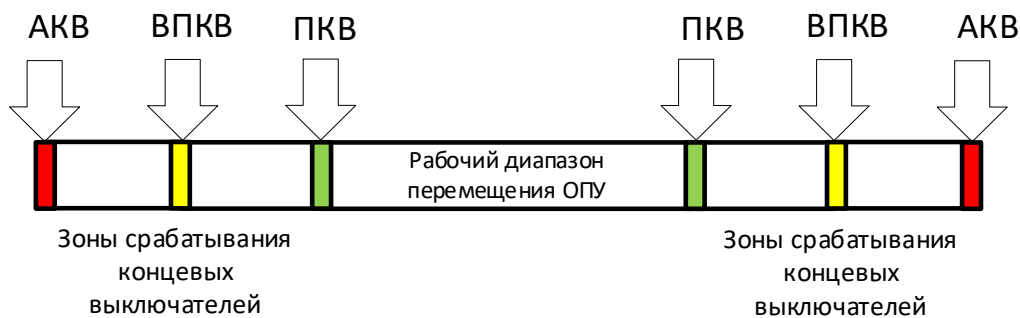 АКВ ВПКВ ПКВ ПКВ ВПКВ АКВ
Рабочий диапазон
перемещения ОПУ
Зоны срабатывания
концевых
выключателей
Зоны срабатывания
концевых
выключателей